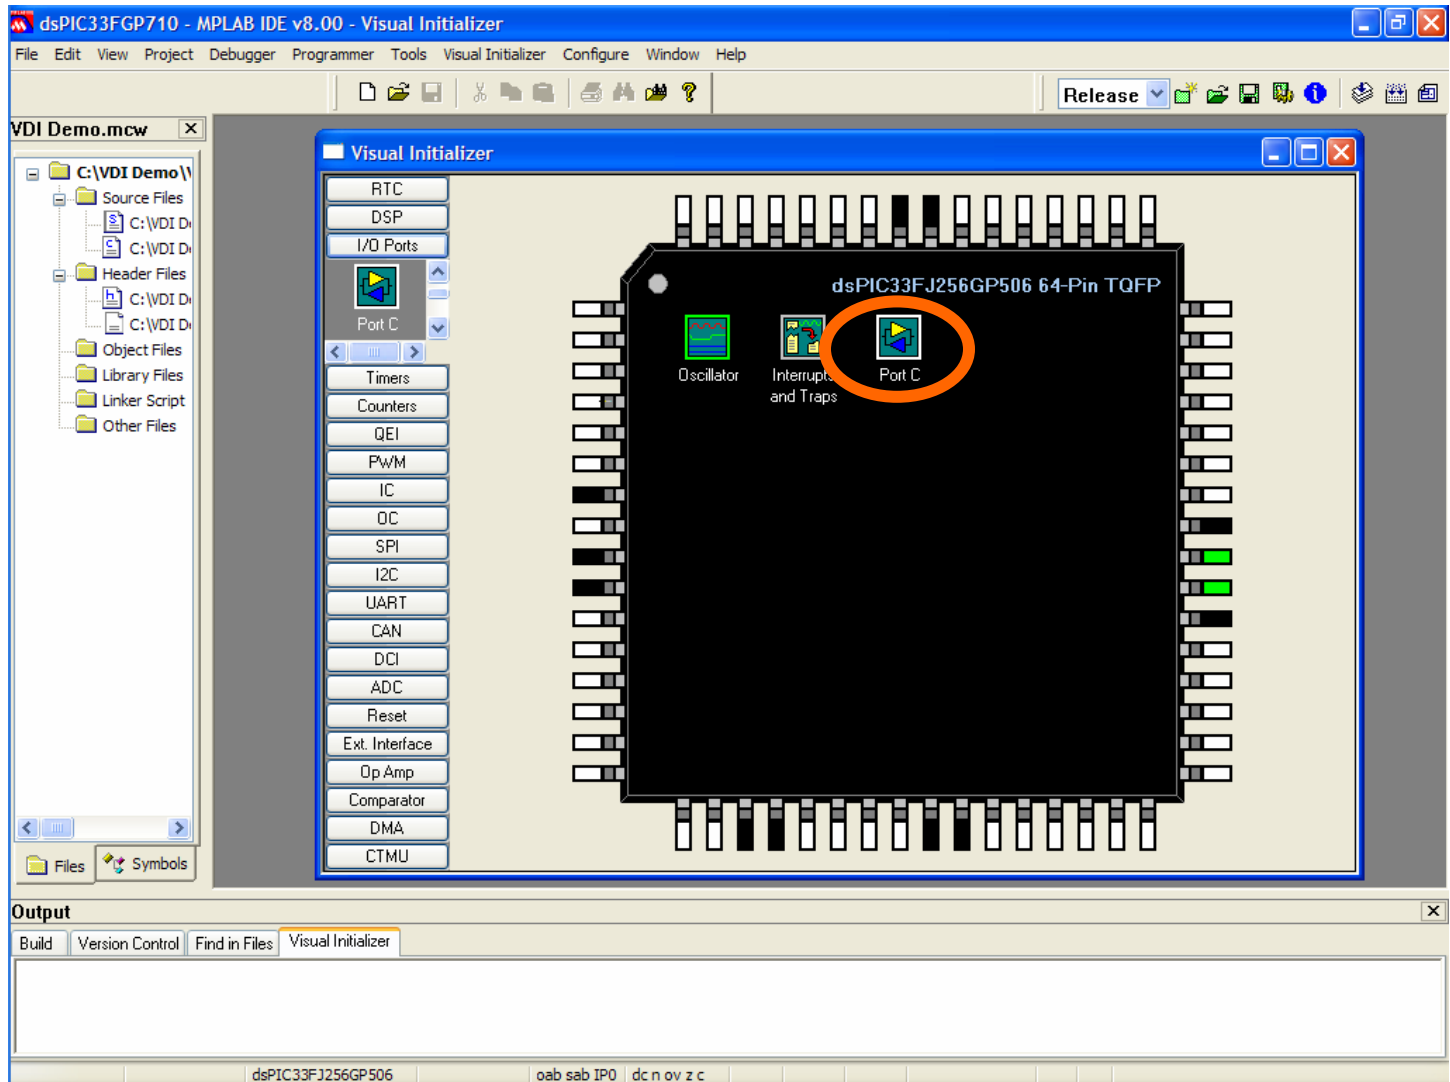 dsPIC33FGP710 - MPLAB IDE v8.00 - Visual Initializer
File Edit View Project Debugger Programmer Tools Visual Initializer Configure Window Help
Release
VDI Demo.mcw
C:\VDI Demo\
Source Files
C:\VDI D
C:\VDI D
Header Files
C:\VDI D
C:\VDI D
Object Files
Library Files
Linker Script
Other Files
Files Symbols
Visual Initializer
RTC
DSP
I/O Ports
Port C
Timers
Counters
QEI
PWM
IC
OC
SPI
I2C
UART
CAN
DCI
ADC
Reset
Ext. Interface
Op Amp
Comparator
DMA
CTMU
dsPIC33FJ256GP506 64-Pin TQFP
Oscillator
Interrupts
and Traps
Port C
Output
Build Version Control Find in Files Visual Initializer
dsPIC33FJ256GP506 oab sab IP0 dc n ov z c